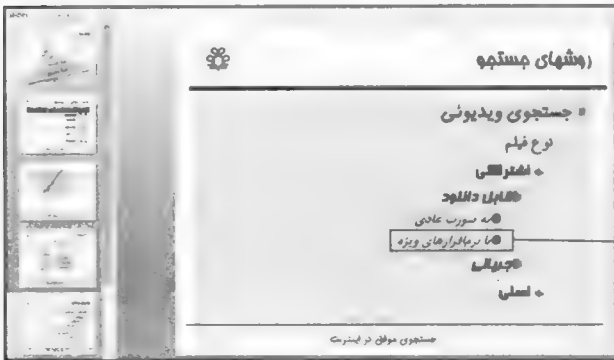 روشهای جستجو
جستجوی ویدیوئی
نوع فیلم
اشتراکی
قابل دانلود
به صورت عادی
با نرم‌افزارهای ویژه
جریانی
اصلی
جستجوی موفق در اینترنت